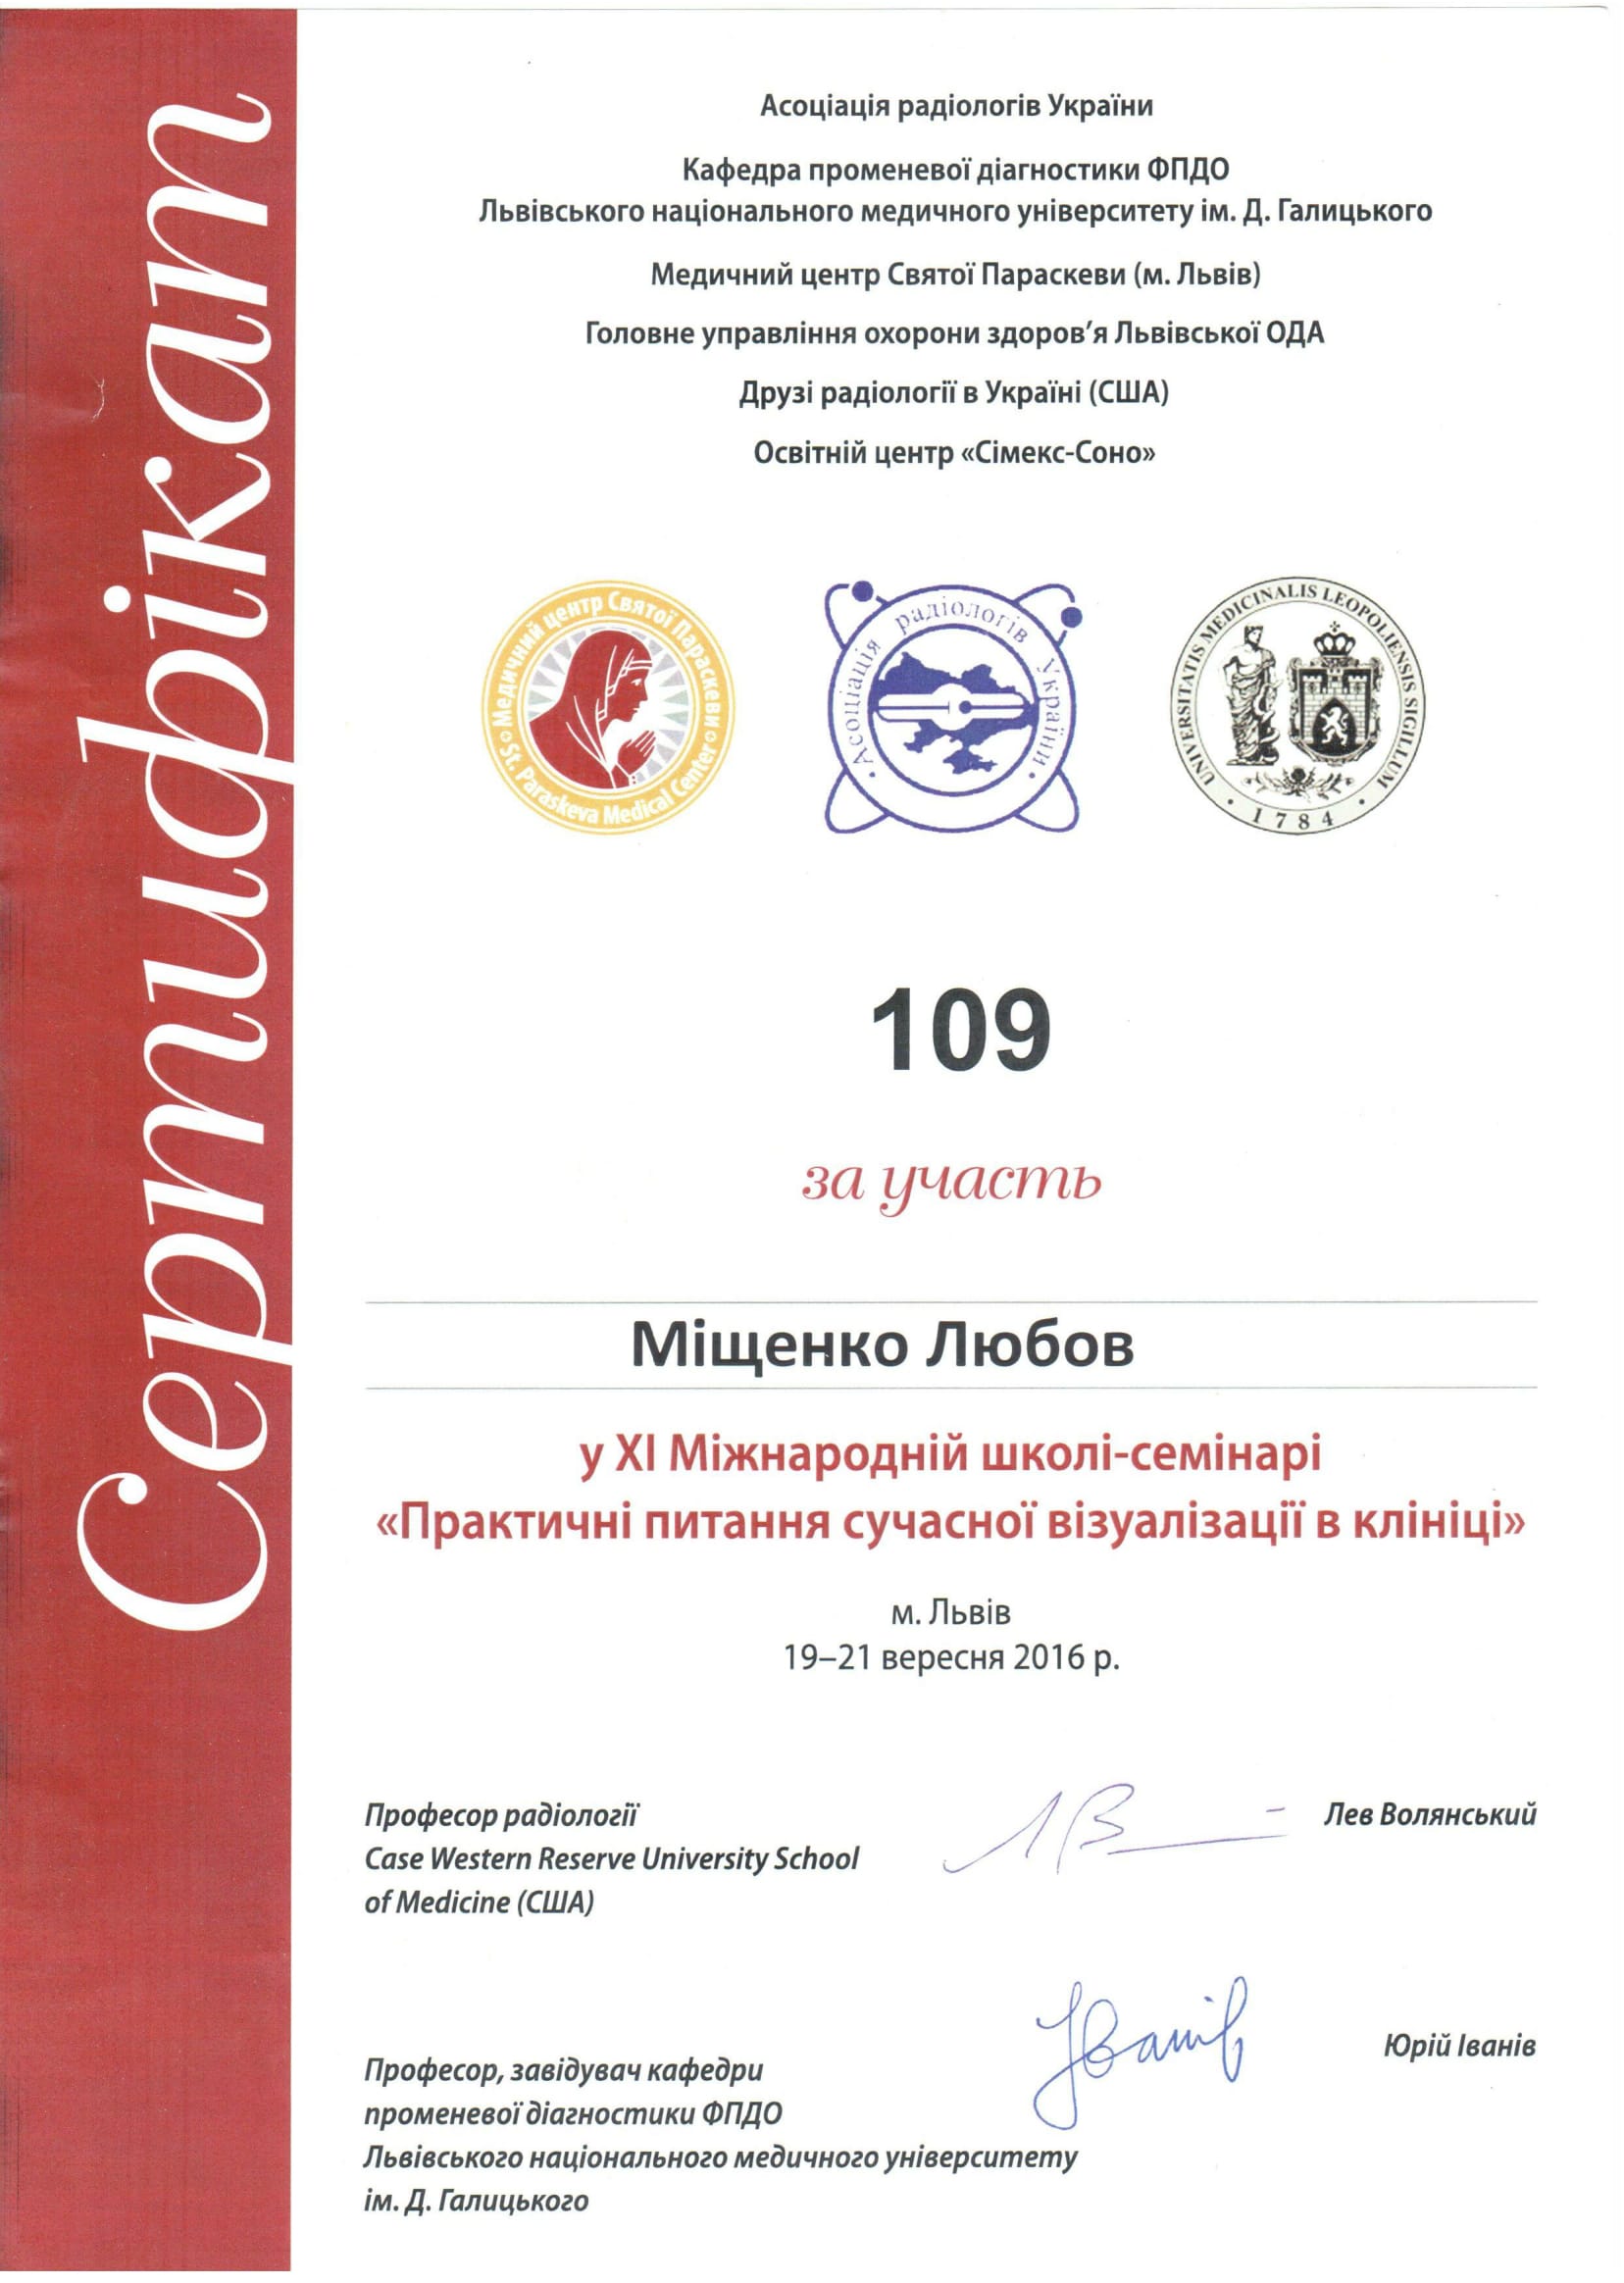 Сертифікат
Асоціація радіологів України
Кафедра променевої діагностики ФПДО
Львівського національного медичного університету ім. Д. Галицького
Медичний центр Святої Параскеви (м. Львів)
Головне управління охорони здоров’я Львівської ОДА
Друзі радіології в Україні (США)
Освітній центр «Сімекс-Соно»
Медичний центр Святої Параскеви
St. Paraskeva Medical Center
Асоціація радіологів України
UNIVERSITATIS MEDICINALIS LEOPOLIENSIS SIGILLUM
1784
109
за участь
Міщенко Любов
у XI Міжнародній школі-семінарі
«Практичні питання сучасної візуалізації в клініці»
м. Львів
19–21 вересня 2016 р.
Професор радіології
Case Western Reserve University School
of Medicine (США)
ЛВ
Лев Волянський
Іванів
Юрій Іванів
Професор, завідувач кафедри
променевої діагностики ФПДО
Львівського національного медичного університету
ім. Д. Галицького